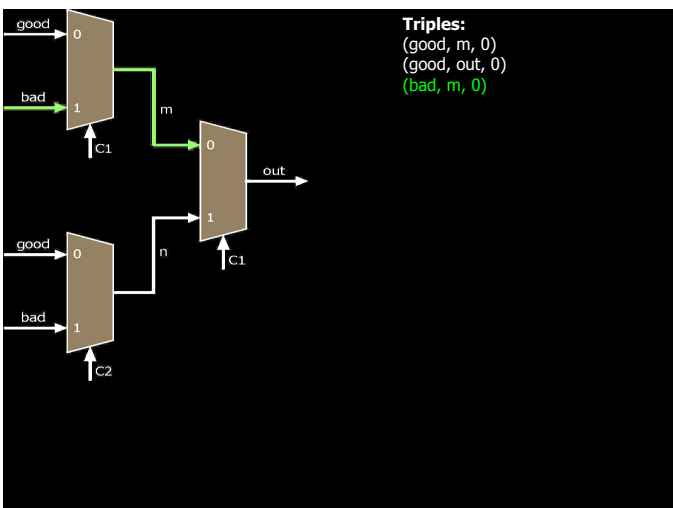 good
0
bad
1
m
C1
0
out
1
C1
good
0
n
bad
1
C2
Triples:
(good, m, 0)
(good, out, 0)
(bad, m, 0)